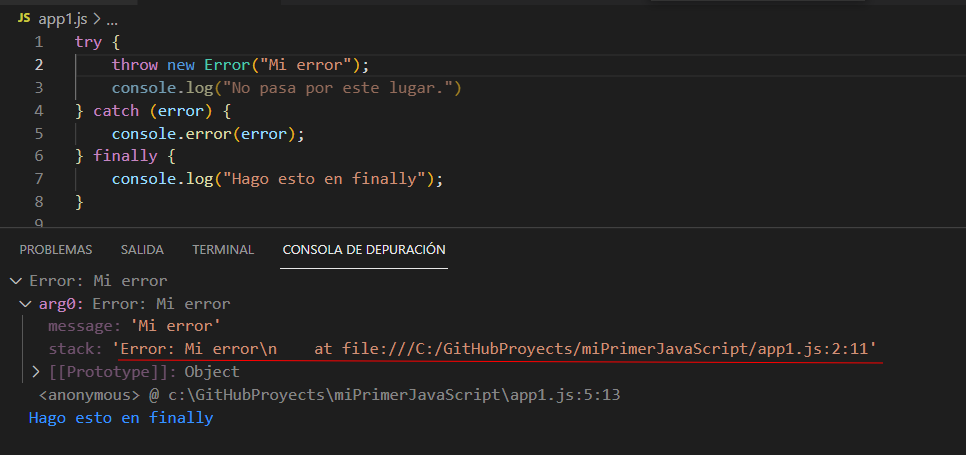 JS app1.js > ...
1 try {
2 throw new Error("Mi error");
3 console.log("No pasa por este lugar.")
4 } catch (error) {
5 console.error(error);
6 } finally {
7 console.log("Hago esto en finally");
8 }
9
PROBLEMAS SALIDA TERMINAL CONSOLA DE DEPURACIÓN
Error: Mi error
arg0: Error: Mi error
message: 'Mi error'
stack: 'Error: Mi error\n    at file:///C:/GitHubProyects/miPrimerJavaScript/app1.js:2:11'
[[Prototype]]: Object
<anonymous> @ c:\GitHubProyects\miPrimerJavaScript\app1.js:5:13
Hago esto en finally